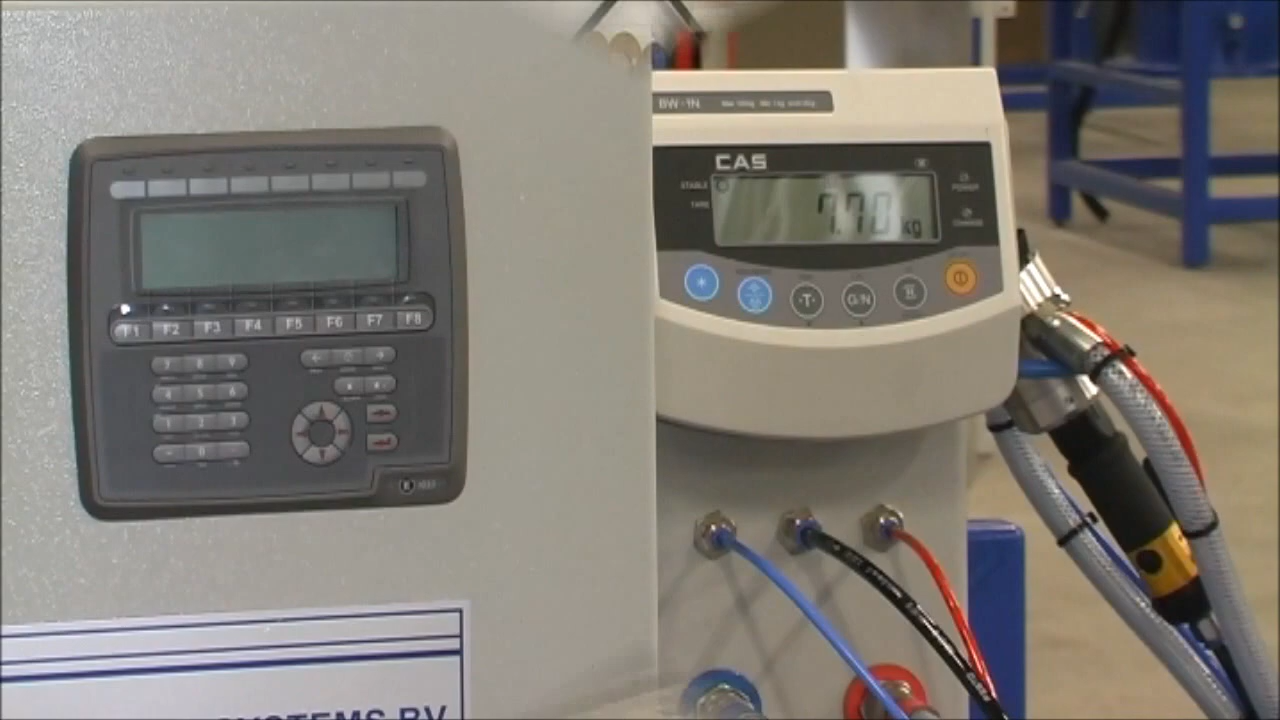 BW-1N
CAS
STABLE
TARE
7.70 kg
POWER
CHARGE
·T·
G/N
F1 F2 F3 F4 F5 F6 F7 F8
7 8 9
4 5 6
1 2 3
0
SYSTEMS BV